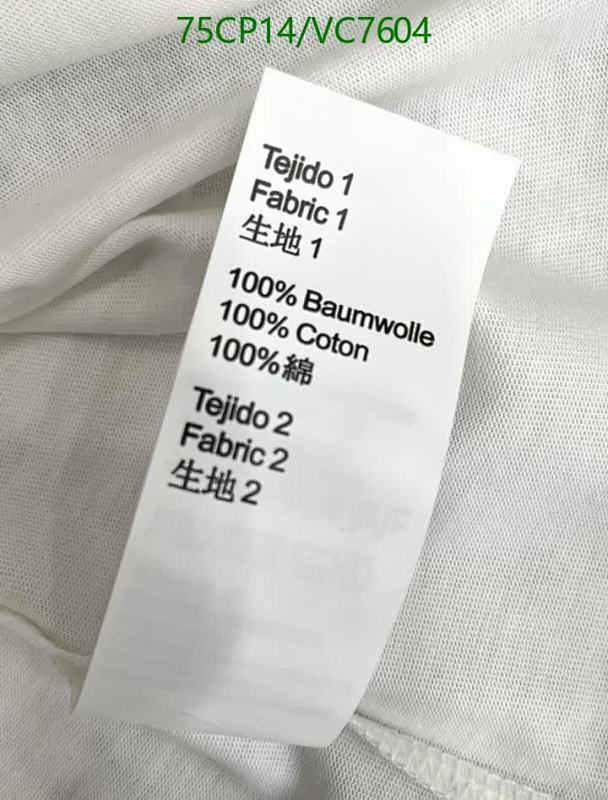 75CP14/VC7604
Tejido 1
Fabric 1
生地 1
100% Baumwolle
100% Coton
100%綿
Tejido 2
Fabric 2
生地 2